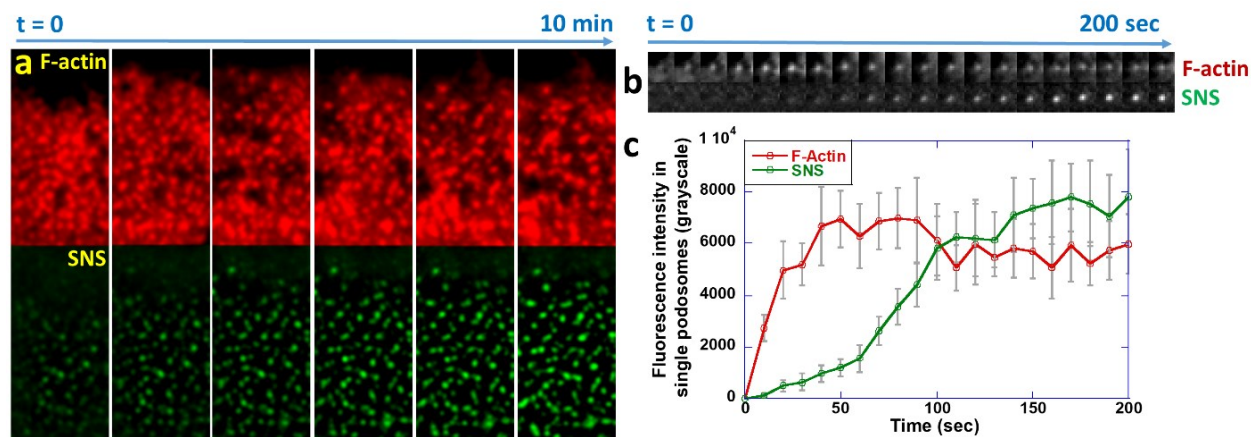 t = 0 10 min
a F-actin
SNS
t = 0 200 sec
b F-actin
SNS
c
1 10⁴
8000
6000
4000
2000
0
F-Actin
SNS
Fluorescence intensity in
single podosomes (grayscale)
0 50 100 150 200
Time (sec)